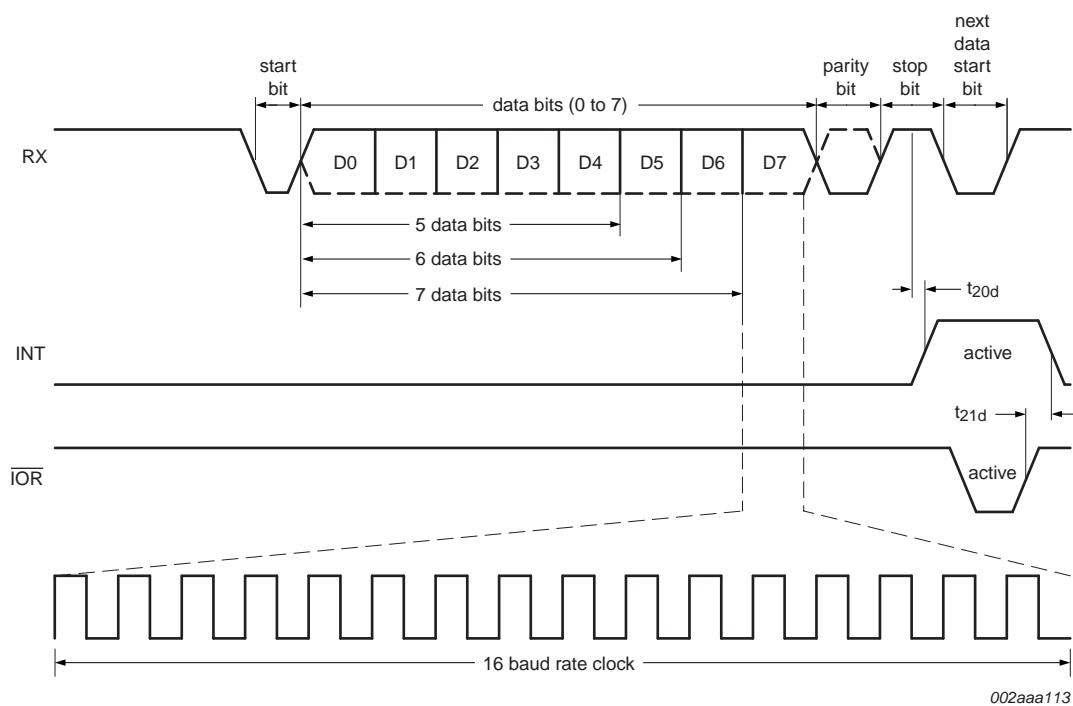 next
data
start
bit
start
bit
parity
bit
stop
bit
data bits (0 to 7)
RX
D0 D1 D2 D3 D4 D5 D6 D7
5 data bits
6 data bits
7 data bits
t20d
INT
active
t21d
IOR
active
16 baud rate clock
002aaa113